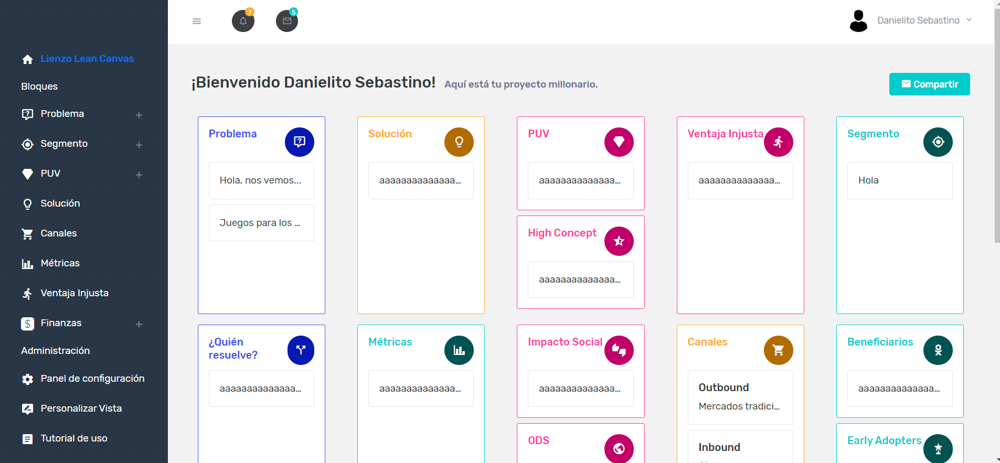 7
5
Danielito Sebastino
Lienzo Lean Canvas
Bloques
Problema
Segmento
PUV
Solución
Canales
Métricas
Ventaja Injusta
$ Finanzas
Administración
Panel de configuración
Personalizar Vista
Tutorial de uso
¡Bienvenido Danielito Sebastino! Aquí está tu proyecto millonario.
Compartir
Problema
Hola, nos vemos...
Juegos para los ...
Solución
aaaaaaaaaaaaaa...
PUV
aaaaaaaaaaaaaa...
High Concept
aaaaaaaaaaaaaa...
Ventaja Injusta
aaaaaaaaaaaaaa...
Segmento
Hola
¿Quién
resuelve?
aaaaaaaaaaaaaa...
Métricas
aaaaaaaaaaaaaa...
Impacto Social
aaaaaaaaaaaaaa...
ODS
Canales
Outbound
Mercados tradici...
Inbound
Beneficiarios
aaaaaaaaaaaaaa...
Early Adopters